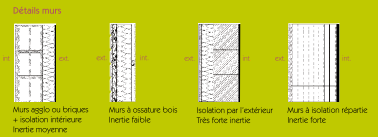 Détails murs
int. ext. ext. int. ext. int. ext. int.
Murs agglo ou briques
+ isolation intérieure
Inertie moyenne
Murs à ossature bois
Inertie faible
Isolation par l'extérieur
Très forte inertie
Murs à isolation répartie
Inertie forte